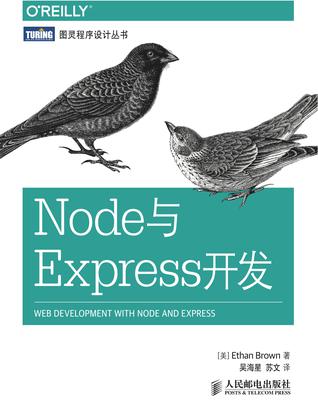 O'REILLY®
TURING 图灵程序设计丛书
Node与
Express开发
WEB DEVELOPMENT WITH NODE AND EXPRESS
[美] Ethan Brown 著
吴海星 苏文 译
人民邮电出版社
POSTS & TELECOM PRESS